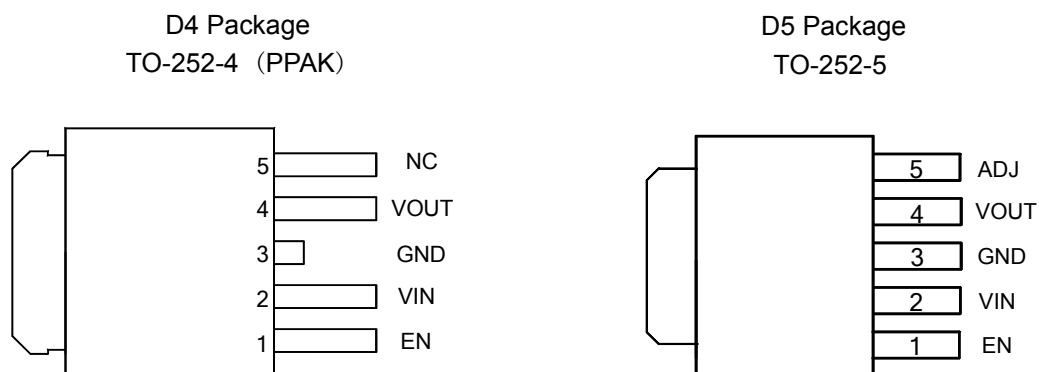 D4 Package
TO-252-4（PPAK）
5 NC
4 VOUT
3 GND
2 VIN
1 EN
D5 Package
TO-252-5
5 ADJ
4 VOUT
3 GND
2 VIN
1 EN